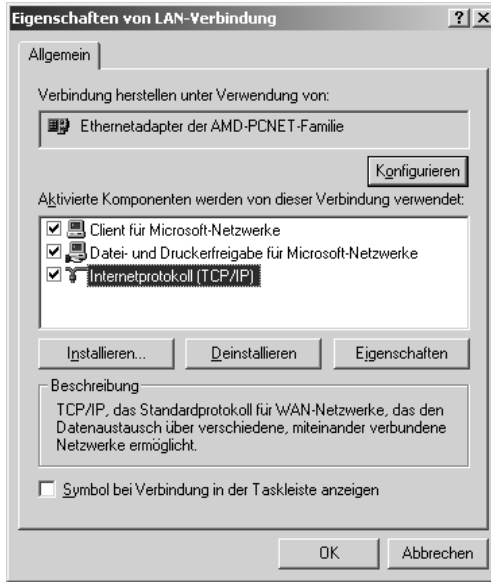 Eigenschaften von LAN-Verbindung
Allgemein
Verbindung herstellen unter Verwendung von:
Ethernetadapter der AMD-PCNET-Familie
Konfigurieren
Aktivierte Komponenten werden von dieser Verbindung verwendet:
Client für Microsoft-Netzwerke
Datei- und Druckerfreigabe für Microsoft-Netzwerke
Internetprotokoll (TCP/IP)
Installieren... Deinstallieren Eigenschaften
Beschreibung
TCP/IP, das Standardprotokoll für WAN-Netzwerke, das den
Datenaustausch über verschiedene, miteinander verbundene
Netzwerke ermöglicht.
Symbol bei Verbindung in der Taskleiste anzeigen
OK Abbrechen